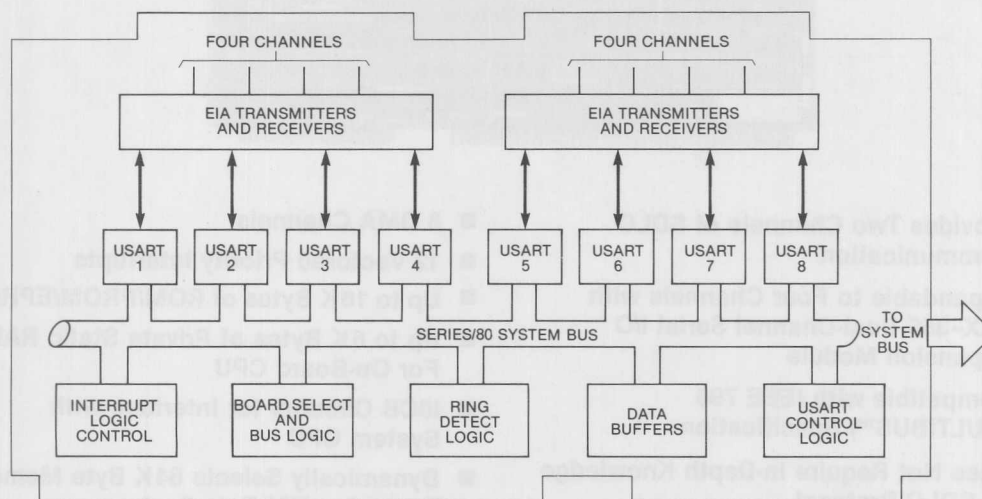 FOUR CHANNELS
FOUR CHANNELS
EIA TRANSMITTERS
AND RECEIVERS
EIA TRANSMITTERS
AND RECEIVERS
USART
1
USART
2
USART
3
USART
4
USART
5
USART
6
USART
7
USART
8
SERIES/80 SYSTEM BUS
TO
SYSTEM
BUS
INTERRUPT
LOGIC
CONTROL
BOARD SELECT
AND
BUS LOGIC
RING
DETECT
LOGIC
DATA
BUFFERS
USART
CONTROL
LOGIC